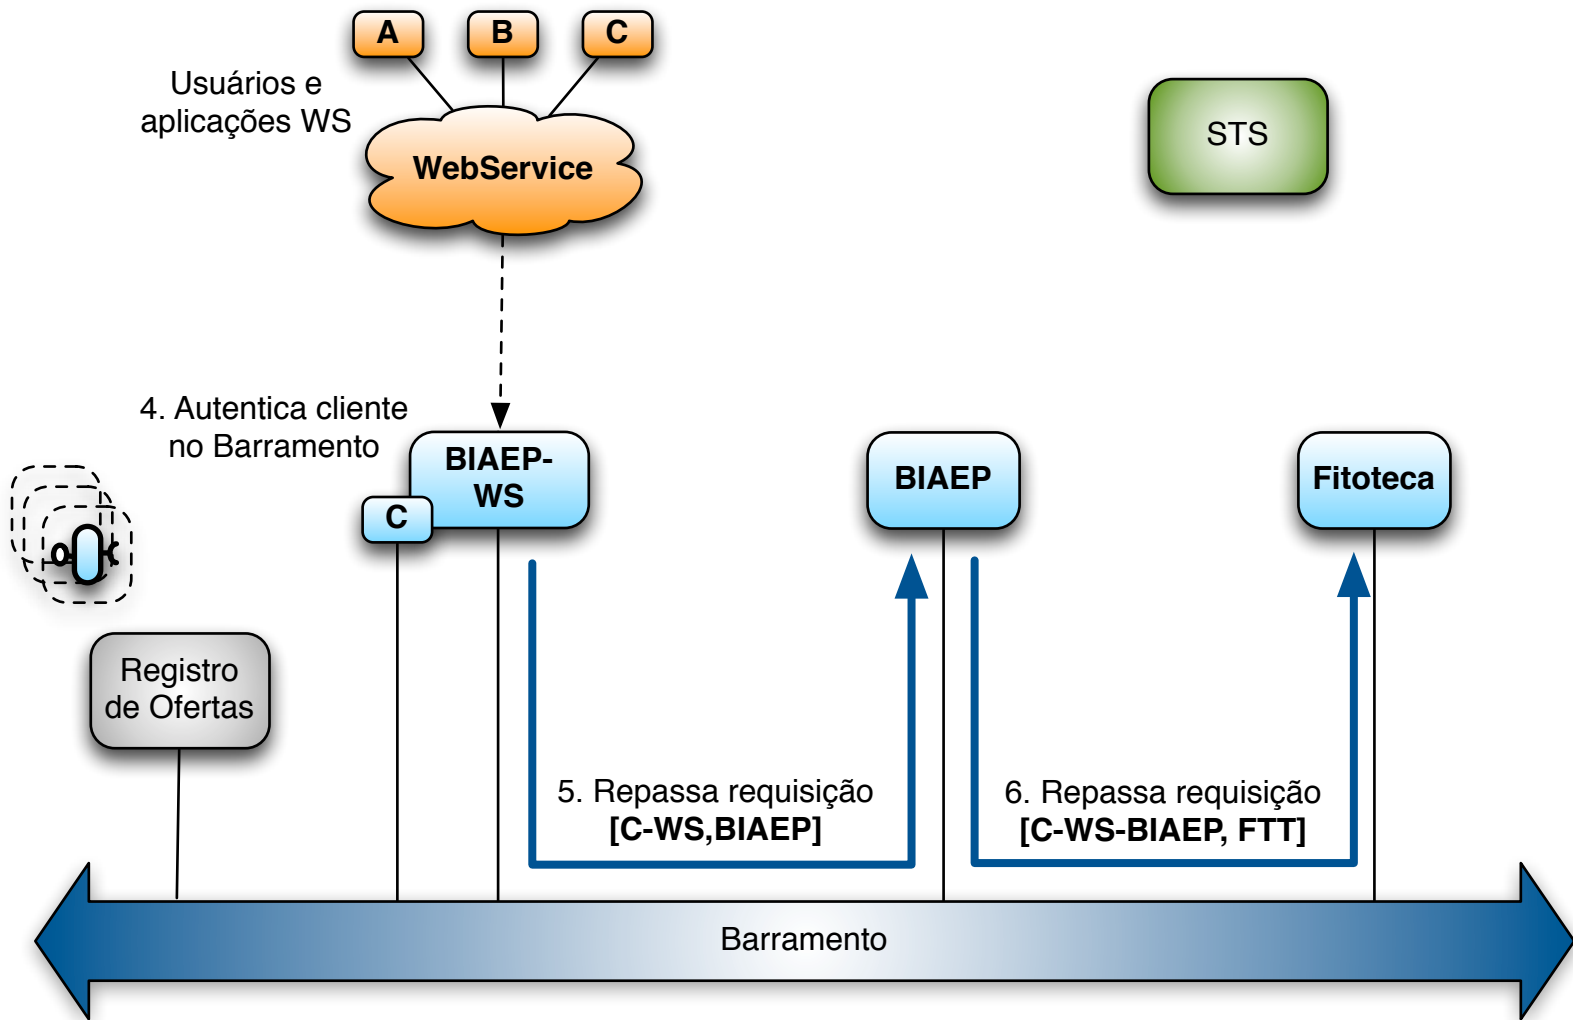 A
B
C
Usuários e
aplicações WS
WebService
STS
4. Autentica cliente
no Barramento
BIAEP-
WS
C
BIAEP
Fitoteca
Registro
de Ofertas
5. Repassa requisição
[C-WS,BIAEP]
6. Repassa requisição
[C-WS-BIAEP, FTT]
Barramento